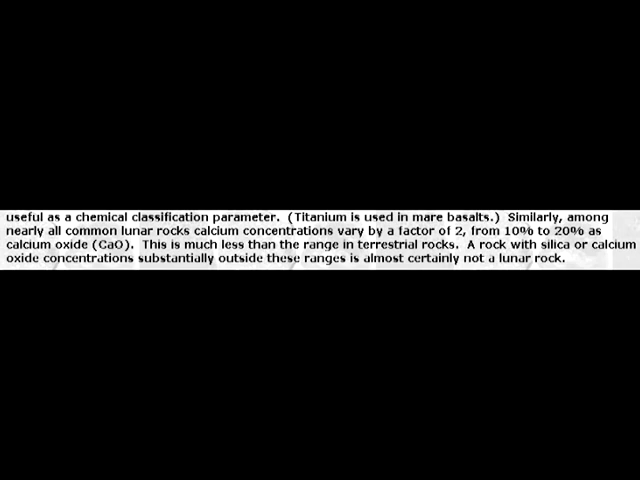 useful as a chemical classification parameter.  (Titanium is used in mare basalts.)  Similarly, among
nearly all common lunar rocks calcium concentrations vary by a factor of 2, from 10% to 20% as
calcium oxide (CaO).  This is much less than the range in terrestrial rocks.  A rock with silica or calcium
oxide concentrations substantially outside these ranges is almost certainly not a lunar rock.